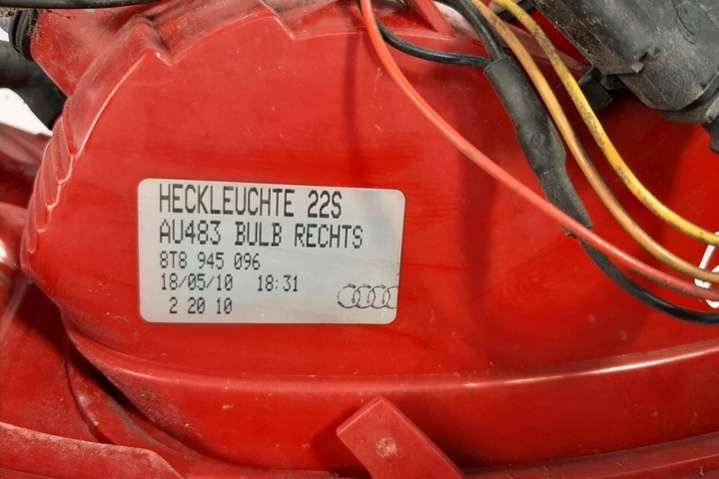 HECKLEUCHTE 22S
AU483 BULB RECHTS
8T8 945 096
18/05/10 18:31
2 20 10